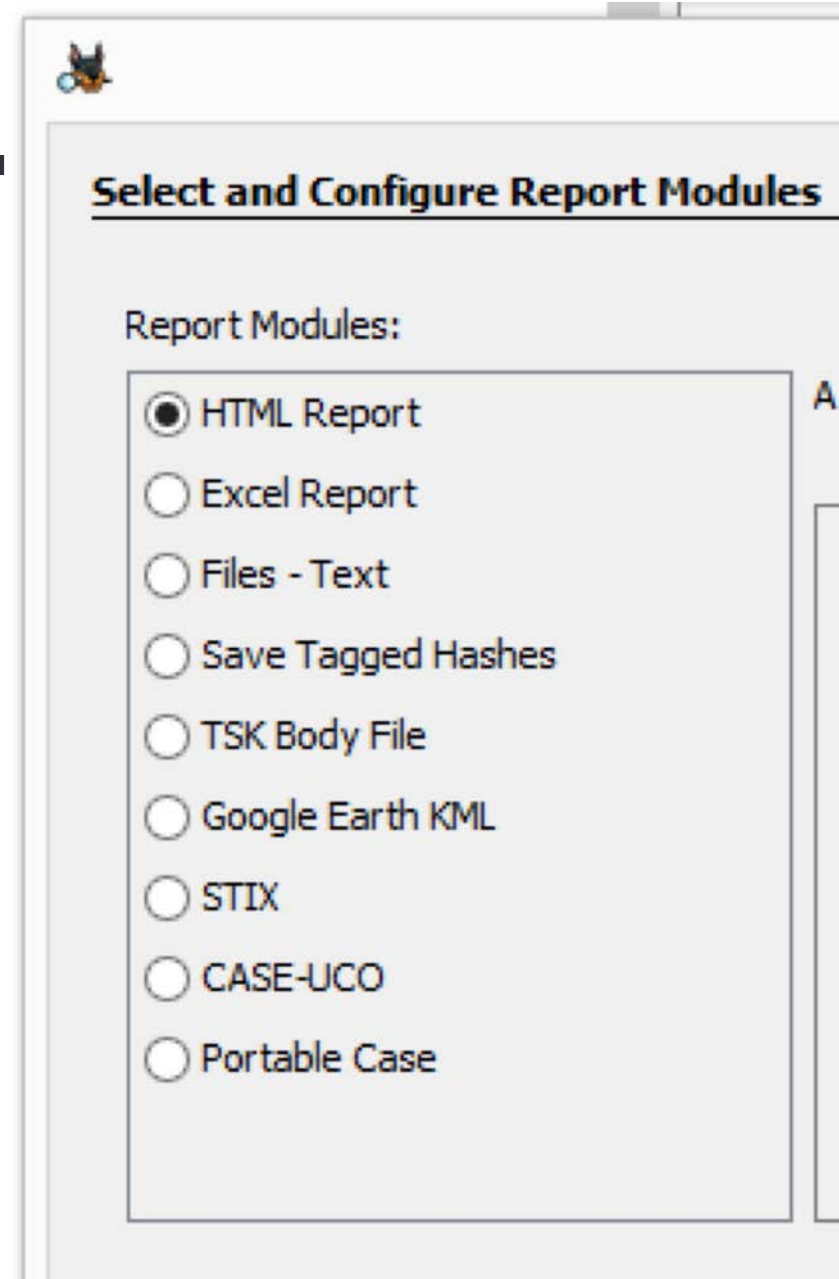 Select and Configure Report Modules
Report Modules:
A
HTML Report
Excel Report
Files - Text
Save Tagged Hashes
TSK Body File
Google Earth KML
STIX
CASE-UCO
Portable Case